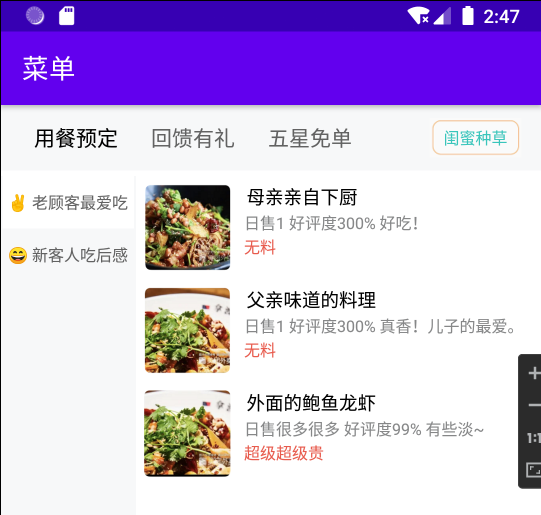 2:47
菜单
用餐预定 回馈有礼 五星免单 闺蜜种草
✌ 老顾客最爱吃
😄 新客人吃后感
母亲亲自下厨
日售1 好评度300% 好吃！
无料
父亲味道的料理
日售1 好评度300% 真香！儿子的最爱。
无料
外面的鲍鱼龙虾
日售很多很多 好评度99% 有些淡~
超级超级贵
1:1